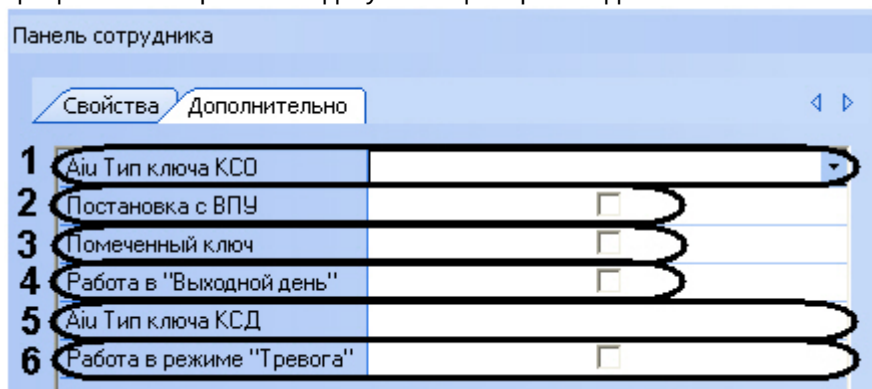 Панель сотрудника
Свойства Дополнительно
1 Aiu Тип ключа КСО
2 Постановка с ВПУ
3 Помеченный ключ
4 Работа в "Выходной день"
5 Aiu Тип ключа КСД
6 Работа в режиме "Тревога"